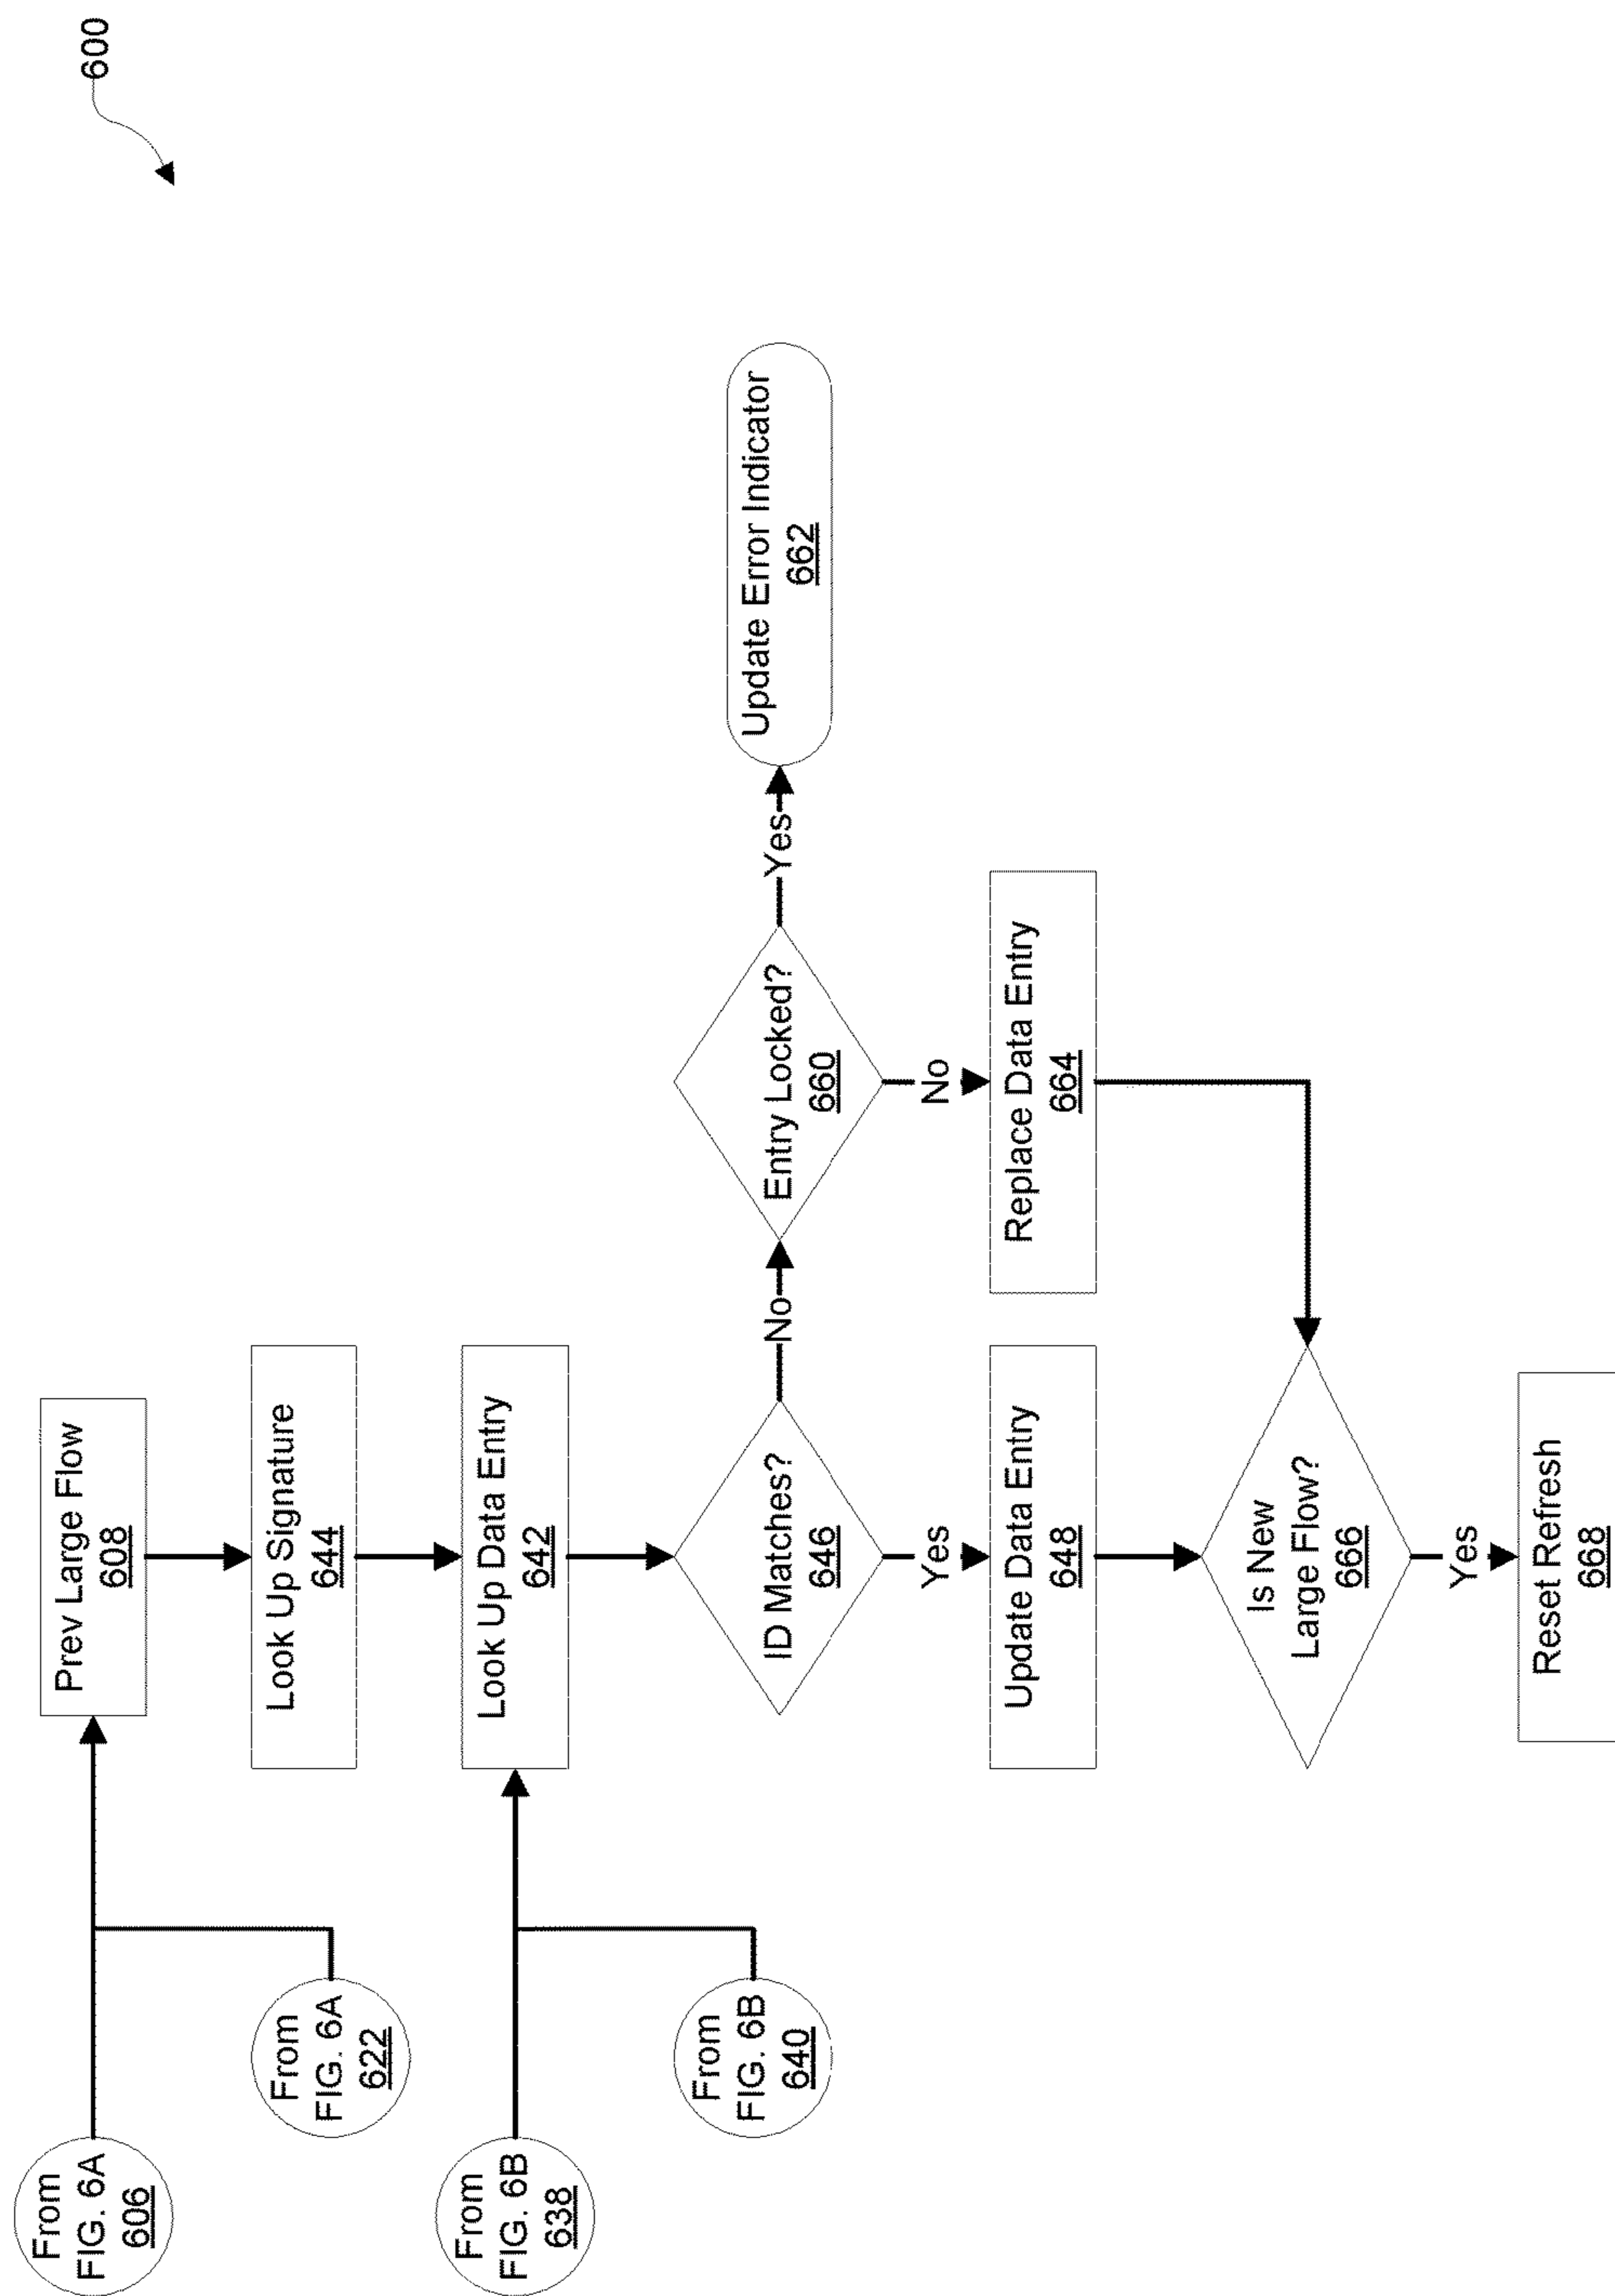 600
From
FIG. 6A
606
From
FIG. 6A
622
Prev Large Flow
608
Look Up Signature
644
From
FIG. 6B
638
From
FIG. 6B
640
Look Up Data Entry
642
ID Matches?
646
No
Entry Locked?
660
Yes
Update Error Indicator
662
Yes
No
Update Data Entry
648
Replace Data Entry
664
Is New
Large Flow?
666
Yes
Reset Refresh
668